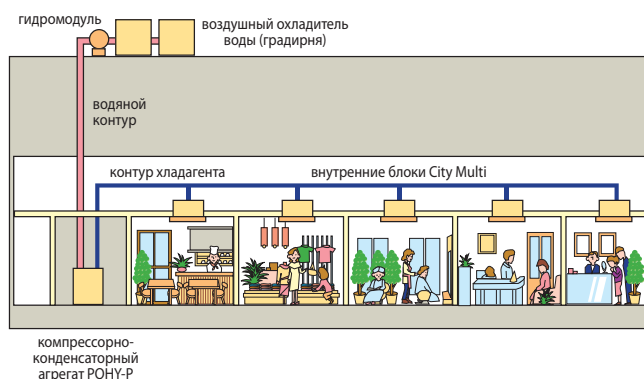 гидромодуль
воздушный охладитель
воды (градирня)
водяной
контур
контур хладагента
внутренние блоки City Multi
компрессорно-
конденсаторный
агрегат PQHY-P